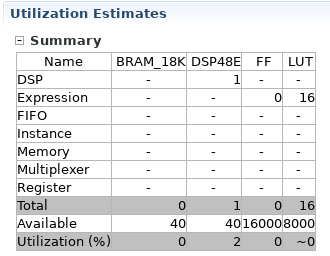 Utilization Estimates
Summary
Name BRAM_18K DSP48E FF LUT
DSP - 1 - -
Expression - - 0 16
FIFO - - - -
Instance - - - -
Memory - - - -
Multiplexer - - - -
Register - - - -
Total 0 1 0 16
Available 40 40 16000 8000
Utilization (%) 0 2 0 ~0